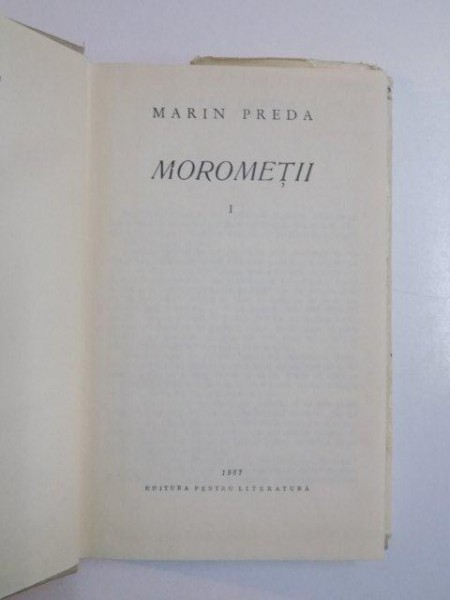 MARIN PREDA
MOROMEȚII
I
1967
EDITURA PENTRU LITERATURĂ